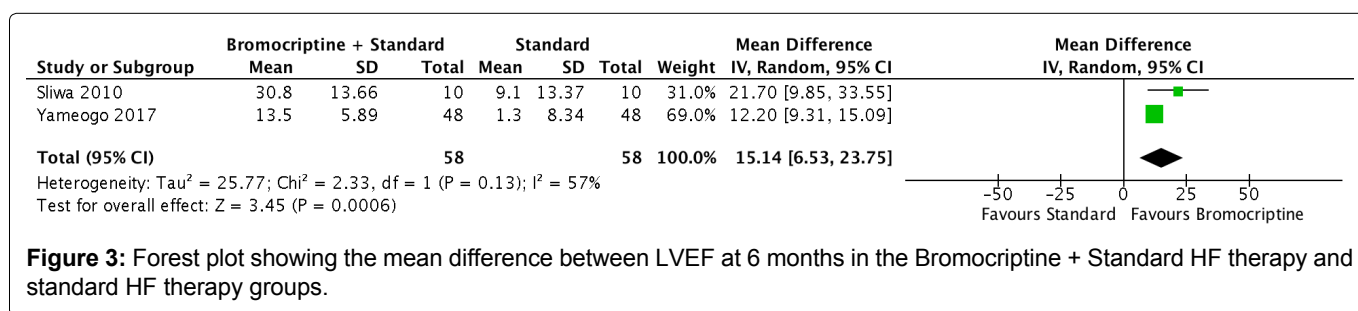 Bromocriptine + Standard Standard Mean Difference Mean Difference
Study or Subgroup Mean SD Total Mean SD Total Weight IV, Random, 95% CI IV, Random, 95% CI
Sliwa 2010 30.8 13.66 10 9.1 13.37 10 31.0% 21.70 [9.85, 33.55]
Yameogo 2017 13.5 5.89 48 1.3 8.34 48 69.0% 12.20 [9.31, 15.09]
Total (95% CI) 58 58 100.0% 15.14 [6.53, 23.75]
Heterogeneity: Tau² = 25.77; Chi² = 2.33, df = 1 (P = 0.13); I² = 57%
Test for overall effect: Z = 3.45 (P = 0.0006)
−50 −25 0 25 50
Favours Standard Favours Bromocriptine
Figure 3: Forest plot showing the mean difference between LVEF at 6 months in the Bromocriptine + Standard HF therapy and
standard HF therapy groups.